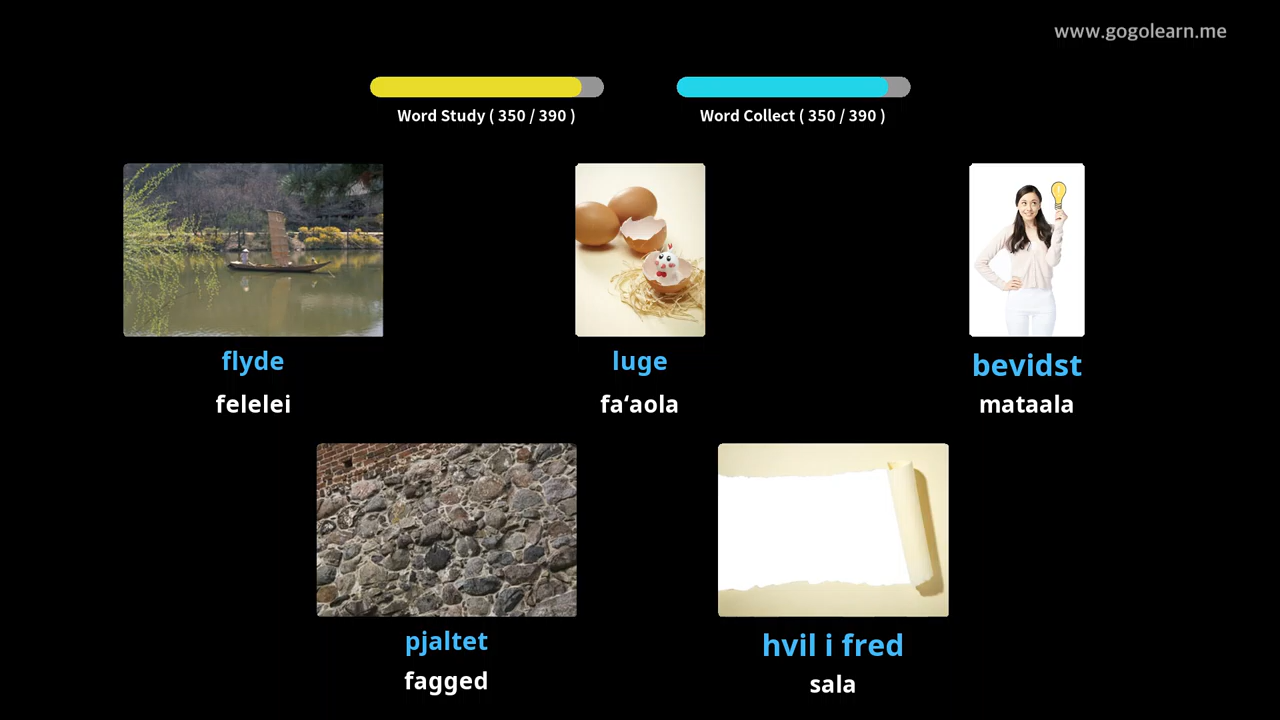 www.gogolearn.me
Word Study ( 350 / 390 )
Word Collect ( 350 / 390 )
flyde
felelei
luge
fa‘aola
bevidst
mataala
pjaltet
fagged
hvil i fred
sala